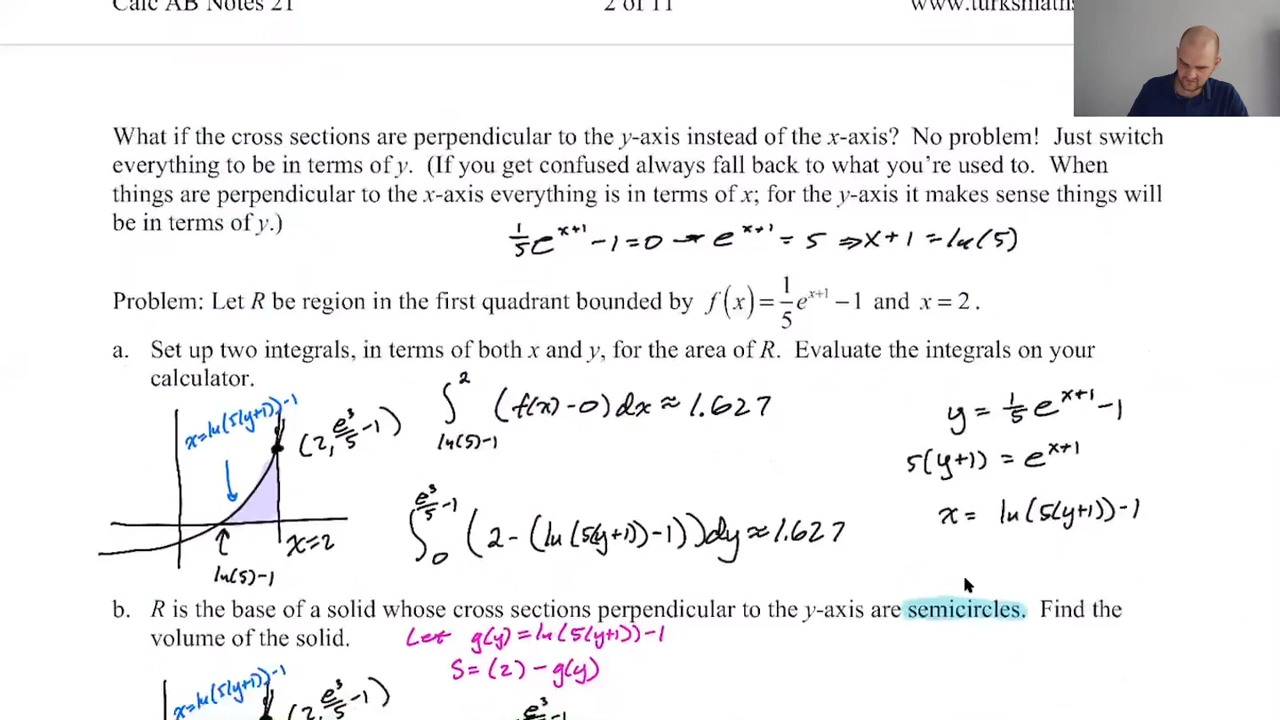 Calc AB Notes 21 2 of 11 www.turksmath
What if the cross sections are perpendicular to the y-axis instead of the x-axis? No problem! Just switch
everything to be in terms of y. (If you get confused always fall back to what you're used to. When
things are perpendicular to the x-axis everything is in terms of x; for the y-axis it makes sense things will
be in terms of y.)
1/5 e^(x+1) - 1 = 0 → e^(x+1) = 5 ⇒ x+1 = ln(5)
Problem: Let R be region in the first quadrant bounded by f(x) = 1/5 e^(x+1) - 1 and x = 2.
a. Set up two integrals, in terms of both x and y, for the area of R. Evaluate the integrals on your
calculator.
x=ln(5(y+1))-1
(2, e³/5 -1)
∫_(ln(5)-1)^2 (f(x) - 0)dx ≈ 1.627
y = 1/5 e^(x+1) - 1
5(y+1) = e^(x+1)
x = ln(5(y+1))-1
∫_0^(e³/5 -1) (2 - (ln(5(y+1))-1))dy ≈ 1.627
x=2
ln(5)-1
b. R is the base of a solid whose cross sections perpendicular to the y-axis are semicircles. Find the
volume of the solid.
Let g(y) = ln(5(y+1))-1
S = (2) - g(y)
x=ln(5(y+1))-1
(2, e³/5 -1)
e³/5 -1